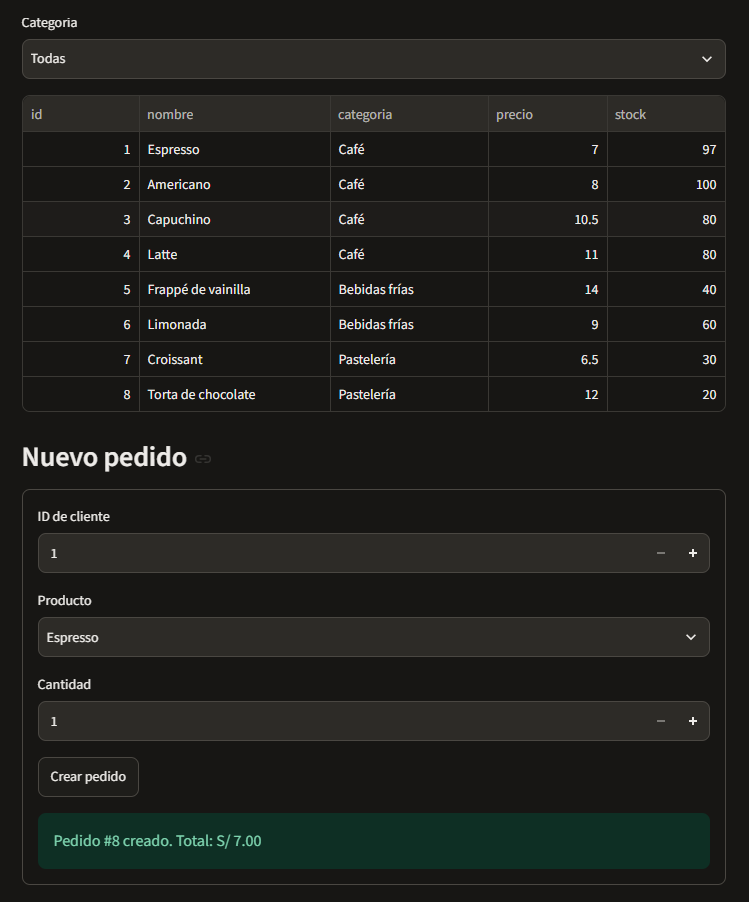 Categoria
Todas
id nombre categoria precio stock
1 Espresso Café 7 97
2 Americano Café 8 100
3 Capuchino Café 10.5 80
4 Latte Café 11 80
5 Frappé de vainilla Bebidas frías 14 40
6 Limonada Bebidas frías 9 60
7 Croissant Pastelería 6.5 30
8 Torta de chocolate Pastelería 12 20
Nuevo pedido
ID de cliente
1
Producto
Espresso
Cantidad
1
Crear pedido
Pedido #8 creado. Total: S/ 7.00